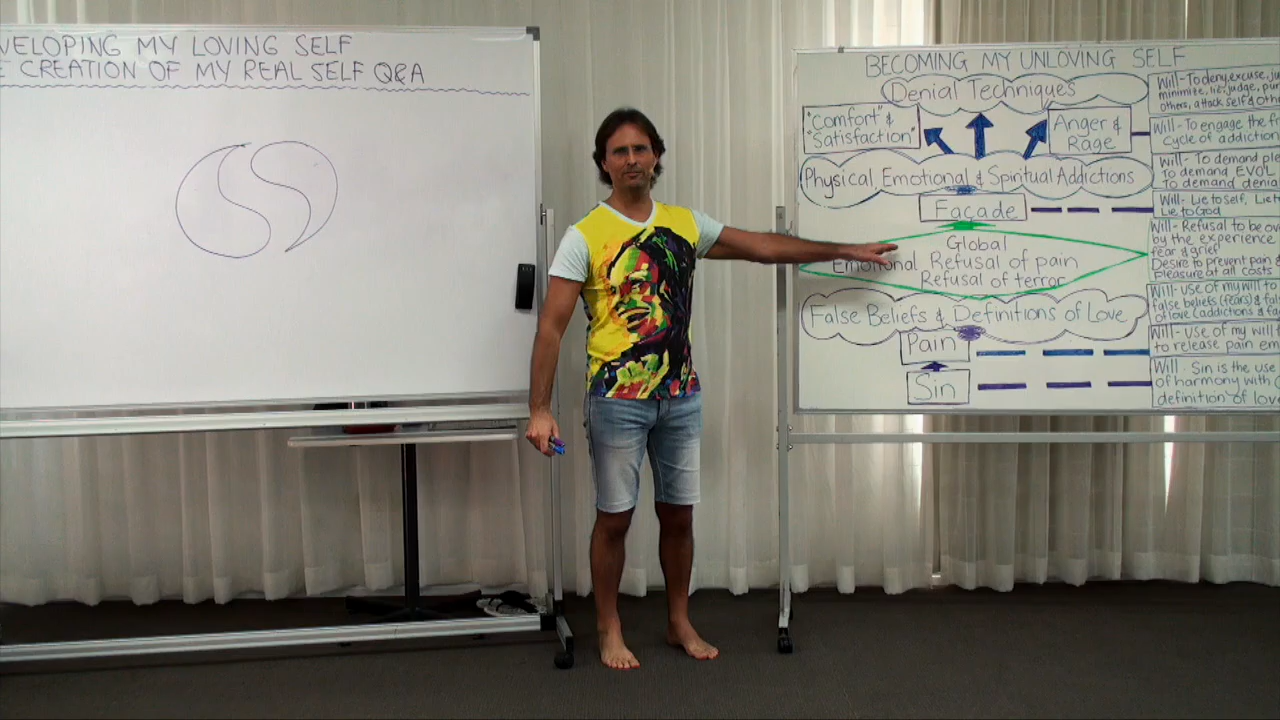 VELOPING MY LOVING SELF
E CREATION OF MY REAL SELF Q&A
BECOMING MY UNLOVING SELF
Denial Techniques
"Comfort" &
"Satisfaction"
Anger &
Rage
Physical Emotional & Spiritual Addictions
Façade
Global
Emotional Refusal of pain
Refusal of terror
False Beliefs & Definitions of Love
Pain
Sin
Will - To deny, excuse, ju
minimize, lie, judge, pun
others, attack self & oth
Will - To engage the f
cycle of addiction
Will - To demand ple
To demand EVOL
To demand denia
Will - Lie to self, Lie t
Lie to God
Will - Refusal to be ov
by the experience
fear & grief
Desire to prevent pain &
pleasure at all costs
Will - use of my will to
false beliefs (fears) & fa
of love (addictions & fa
Will - use of my will
to release pain em
Will - Sin is the use
of harmony with
definition of lov